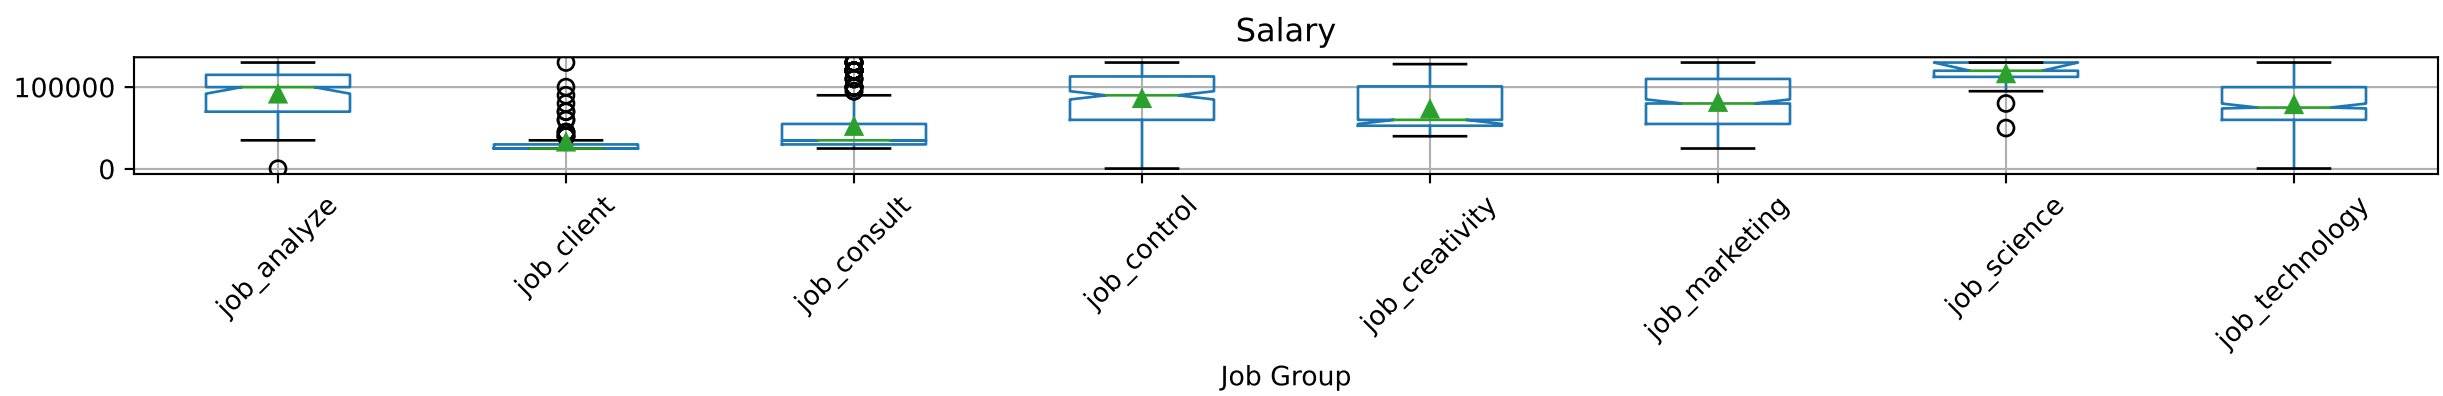 Salary
100000
0
job_analyze
job_client
job_consult
job_control
job_creativity
job_marketing
job_science
job_technology
Job Group